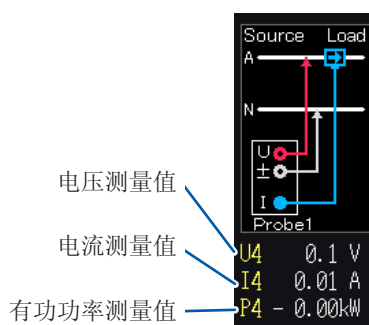 Source Load
A
N
U
±
I
Probe1
电压测量值
U4 0.1 V
电流测量值
I4 0.01 A
有功功率测量值
P4 - 0.00kW